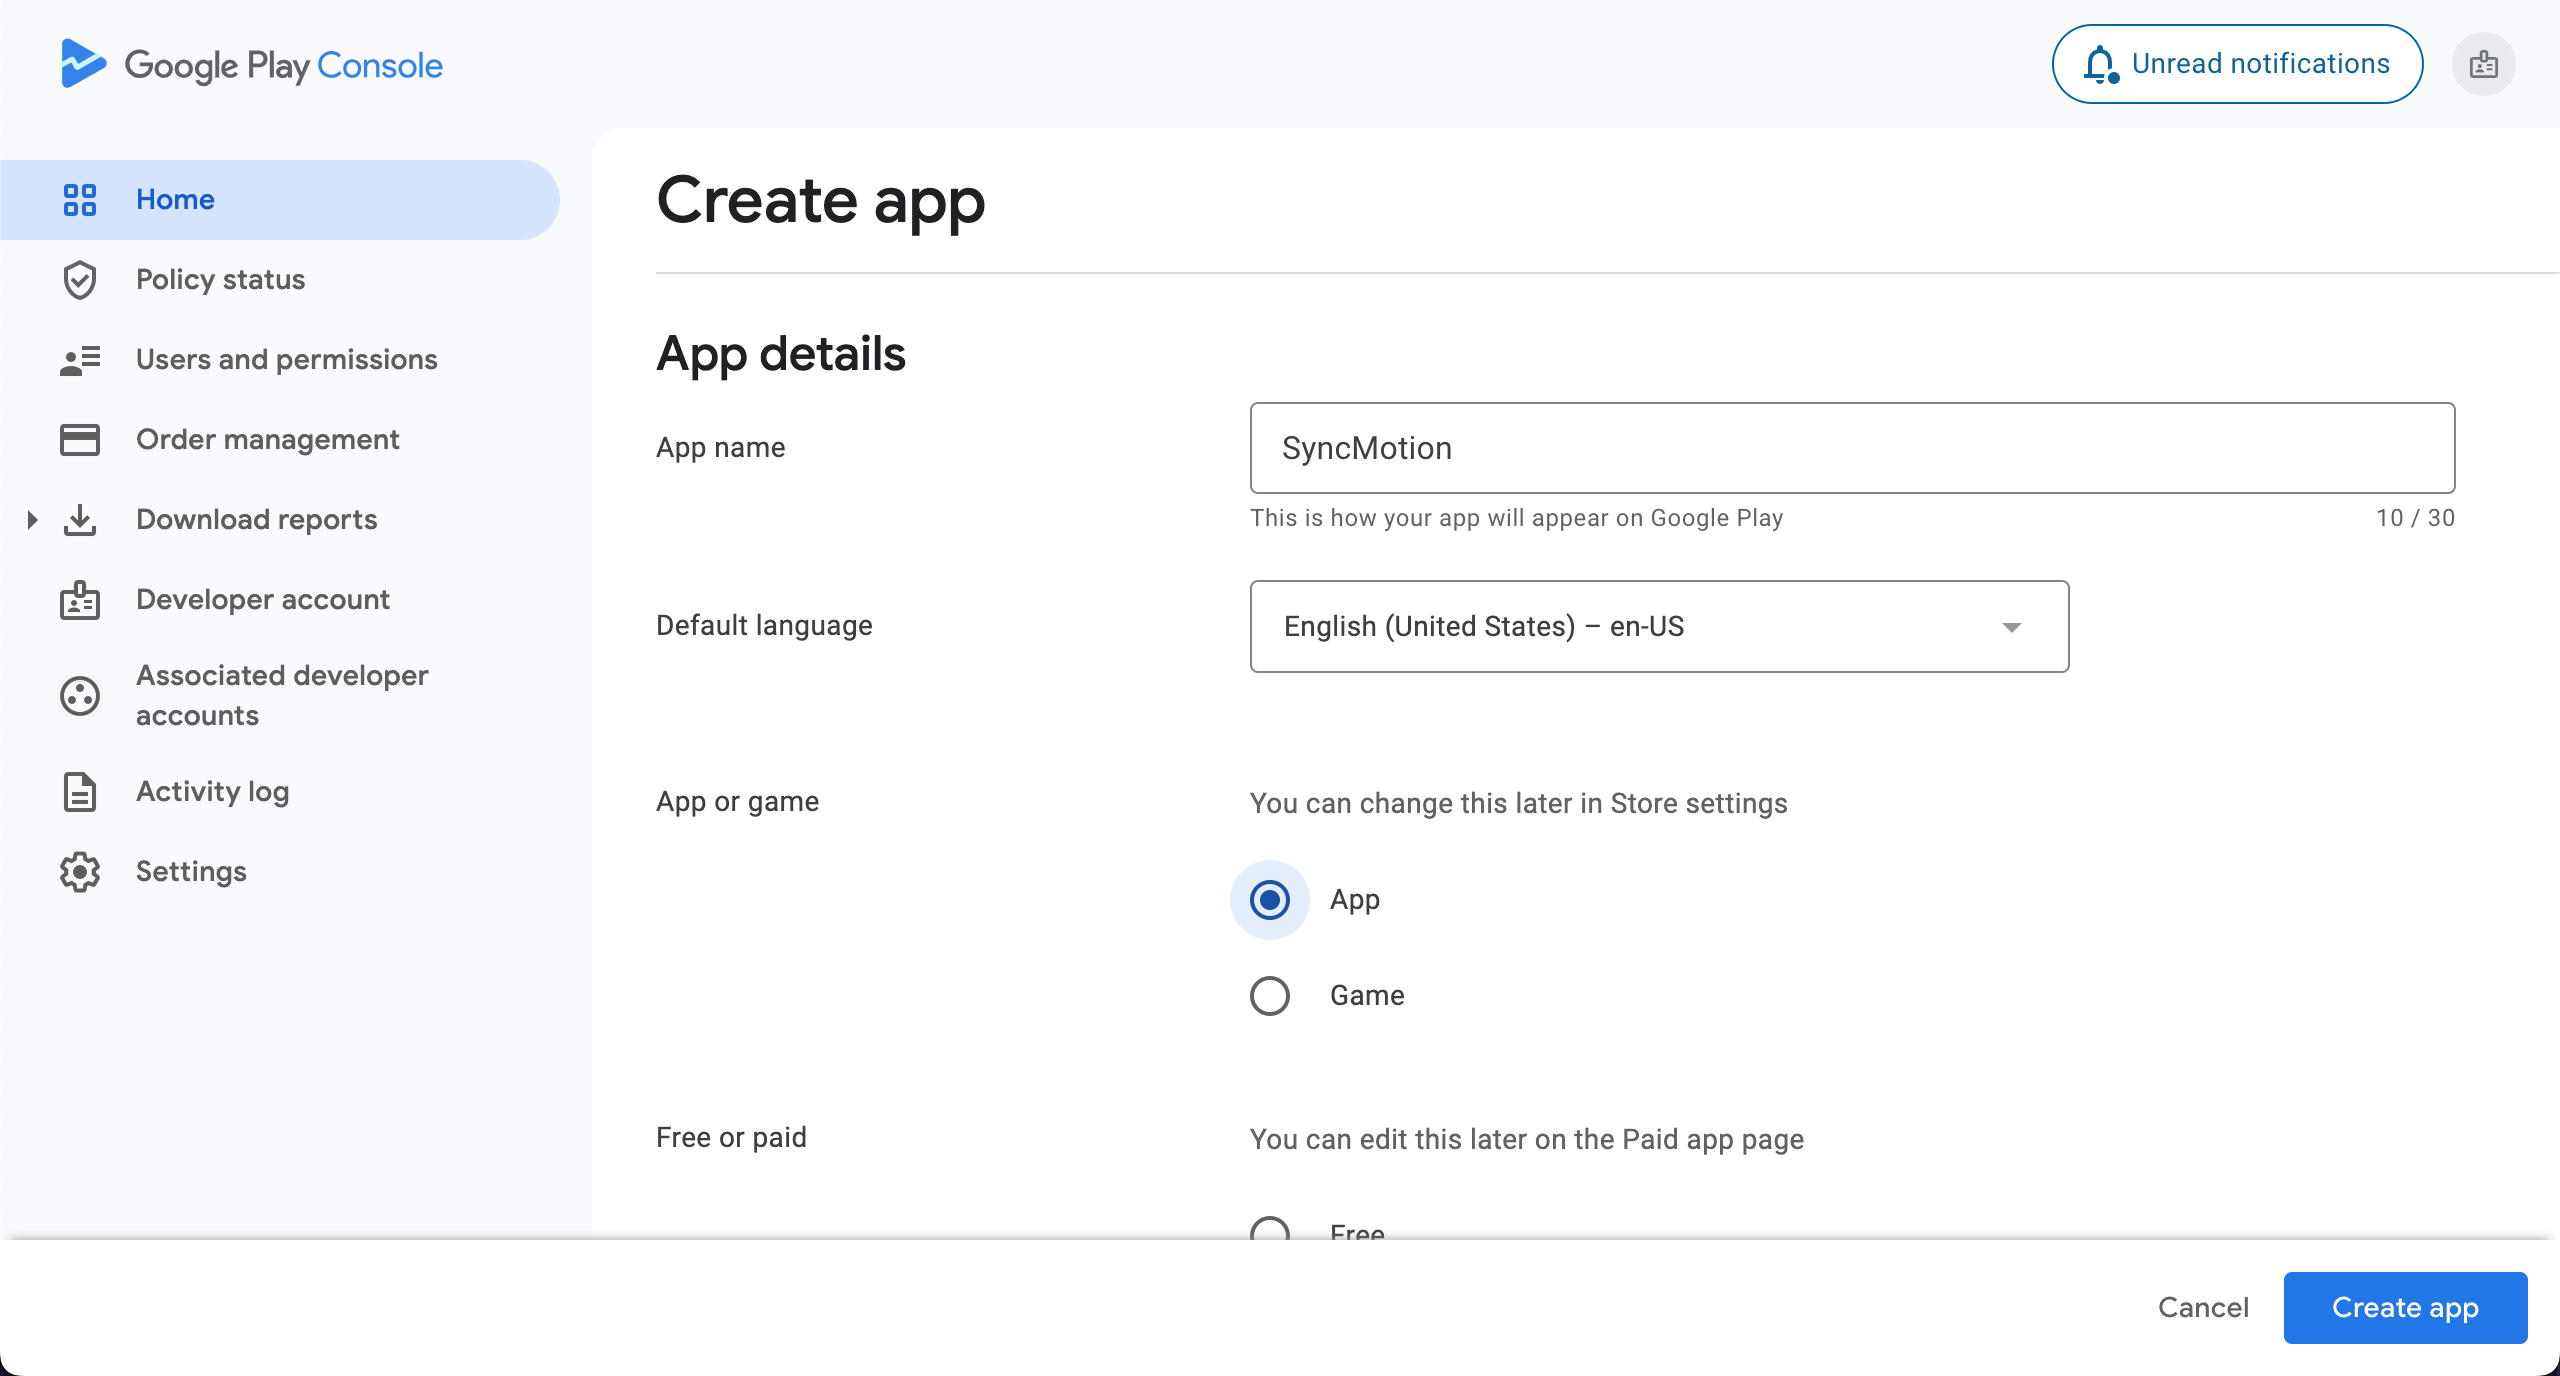 Google Play Console
Unread notifications
Home
Policy status
Users and permissions
Order management
Download reports
Developer account
Associated developer
accounts
Activity log
Settings
Create app
App details
App name
SyncMotion
This is how your app will appear on Google Play
10 / 30
Default language
English (United States) – en-US
App or game
You can change this later in Store settings
App
Game
Free or paid
You can edit this later on the Paid app page
Free
Cancel
Create app